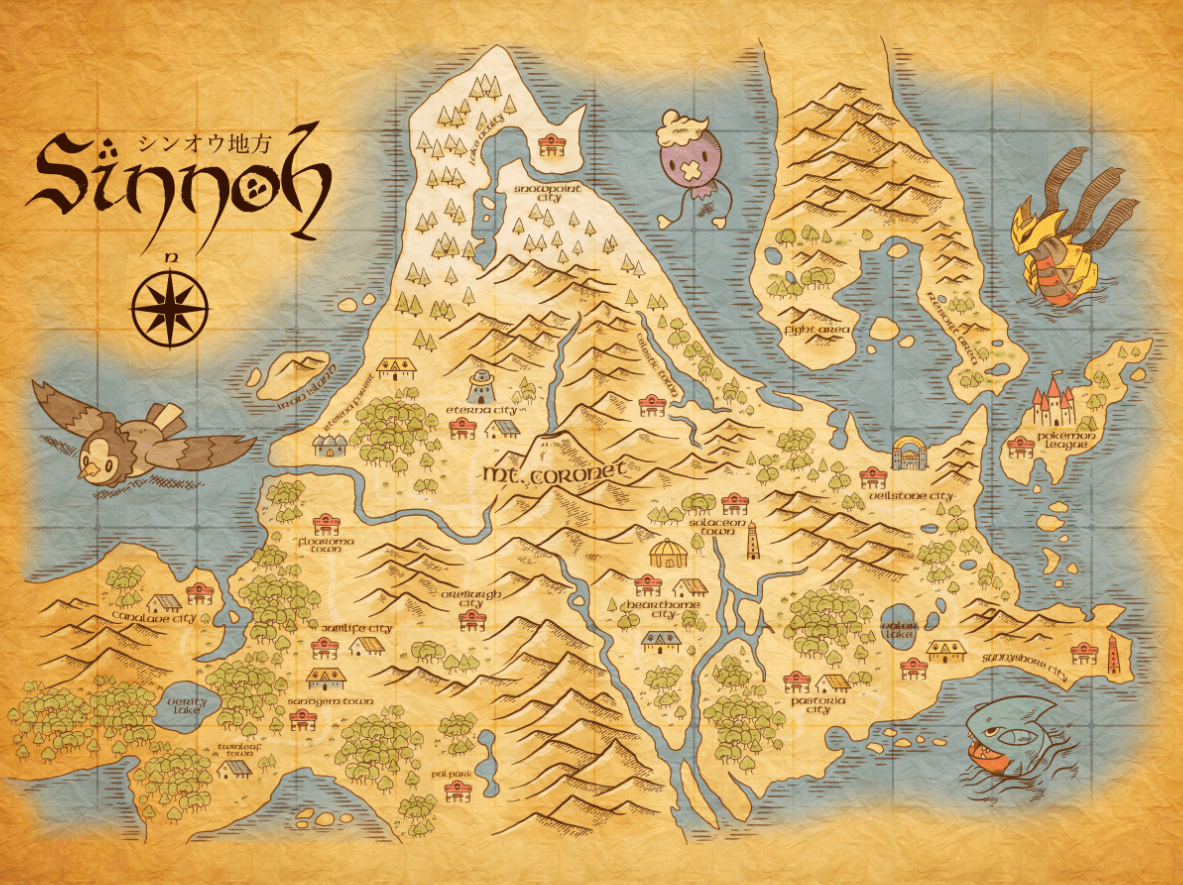 シンオウ地方
Sinnoh
n
Lake Acuity
Snowpoint
City
Fight Area
Resort Area
Iron Island
Eterna Forest
Celestic Town
Eterna City
Pokemon
League
Mt. Coronet
Veilstone City
Solaceon
Town
Floaroma
Town
Oreburgh
City
Hearthome
City
Canalave City
Jubilife City
Valor
Lake
Sunnyshore City
Verity
Lake
Sandgem Town
Pastoria
City
Twinleaf
Town
Pal Park